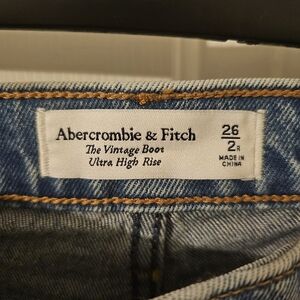 Abercrombie & Fitch
The Vintage Boot
Ultra High Rise
26
2R
MADE IN
CHINA